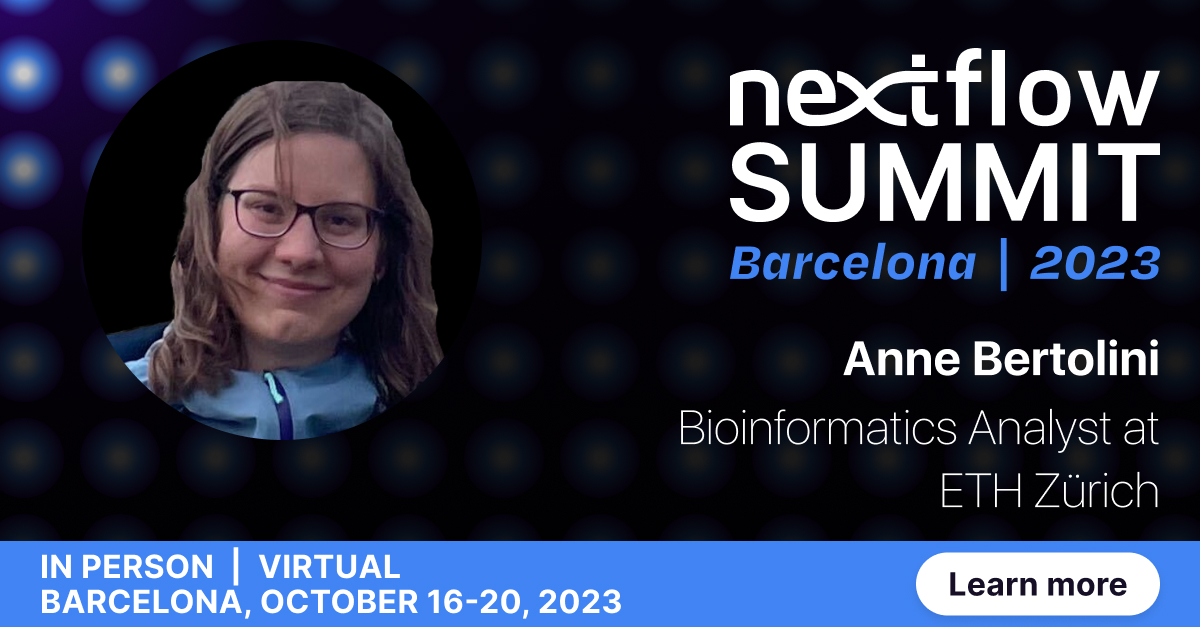 nextflow
SUMMIT
Barcelona | 2023
Anne Bertolini
Bioinformatics Analyst at
ETH Zürich
IN PERSON | VIRTUAL
BARCELONA, OCTOBER 16-20, 2023
Learn more